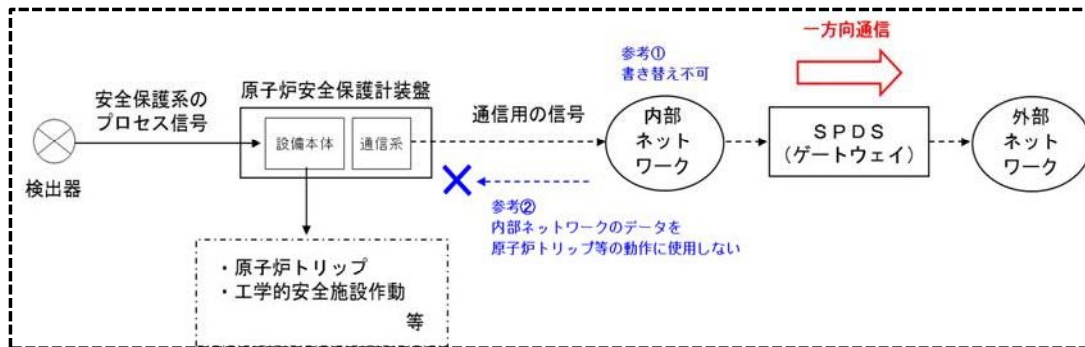 安全保護系の
プロセス信号
検出器
原子炉安全保護計装盤
設備本体
通信系
・原子炉トリップ
・工学的安全施設作動
等
通信用の信号
参考①
書き替え不可
内部
ネット
ワーク
参考②
内部ネットワークのデータを
原子炉トリップ等の動作に使用しない
一方向通信
ＳＰＤＳ
(ゲートウェイ)
外部
ネット
ワーク